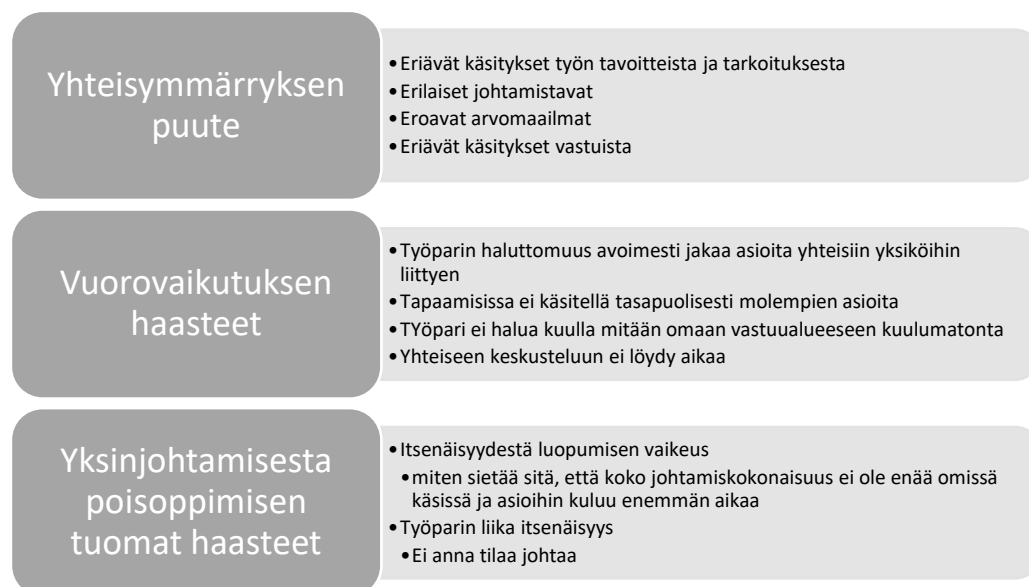 Yhteisymmärryksen
puute
•Eriävät käsitykset työn tavoitteista ja tarkoituksesta
•Erilaiset johtamistavat
•Eroavat arvomaailmat
•Eriävät käsitykset vastuista
Vuorovaikutuksen
haasteet
•Työparin haluttomuus avoimesti jakaa asioita yhteisiin yksiköihin
liittyen
•Tapaamisissa ei käsitellä tasapuolisesti molempien asioita
•TYöpari ei halua kuulla mitään omaan vastuualueeseen kuulumatonta
•Yhteiseen keskusteluun ei löydy aikaa
Yksinjohtamisesta
poisoppimisen
tuomat haasteet
•Itsenäisyydestä luopumisen vaikeus
•miten sietää sitä, että koko johtamiskokonaisuus ei ole enää omissä
käsissä ja asioihin kuluu enemmän aikaa
•Työparin liika itsenäisyys
•Ei anna tilaa johtaa